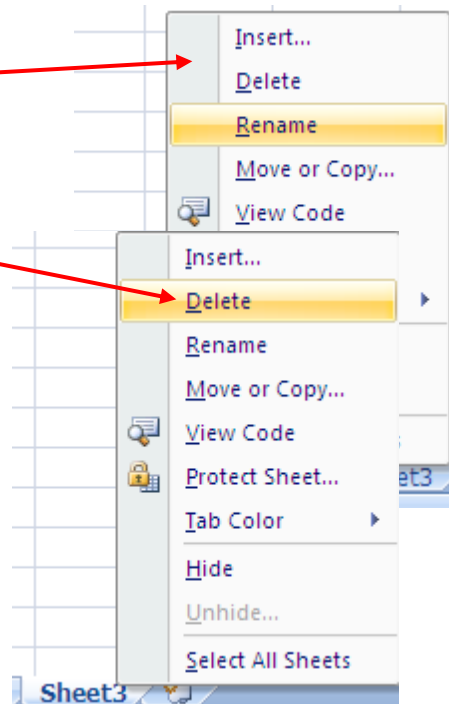 Insert...
Delete
Rename
Move or Copy...
View Code
Insert...
Delete
Rename
Move or Copy...
View Code
Protect Sheet...
Tab Color
Hide
Unhide...
Select All Sheets
et3
Sheet3